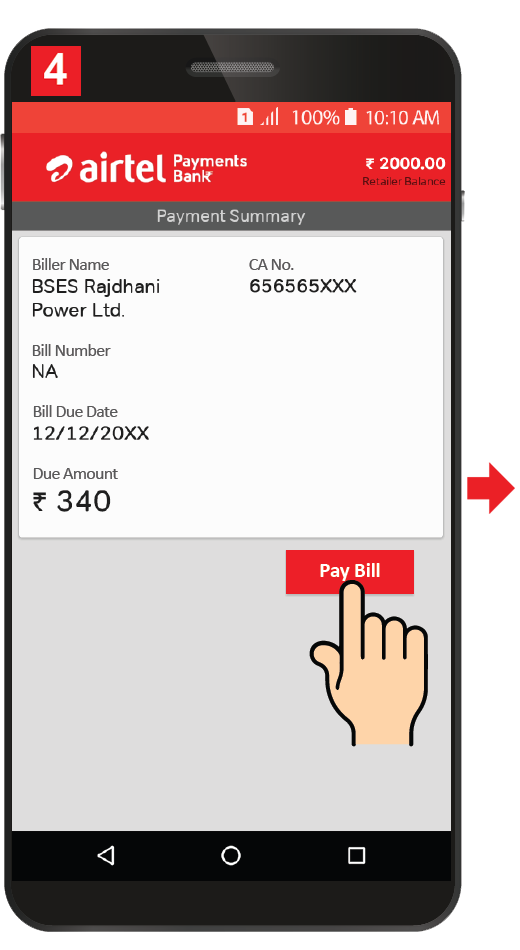 4
1 100% 10:10 AM
airtel Payments Bank
₹ 2000.00
Retailer Balance
Payment Summary
Biller Name
BSES Rajdhani
Power Ltd.
CA No.
656565XXX
Bill Number
NA
Bill Due Date
12/12/20XX
Due Amount
₹ 340
Pay Bill